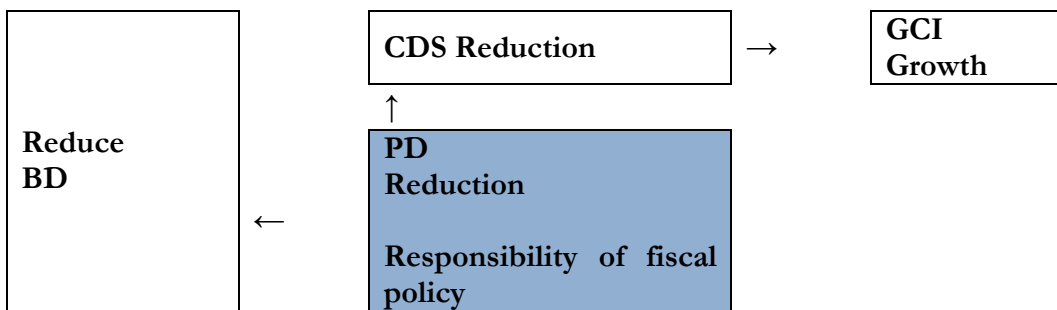 Reduce
BD
CDS Reduction
→
GCI
Growth
↑
←
PD
Reduction
Responsibility of fiscal
policy